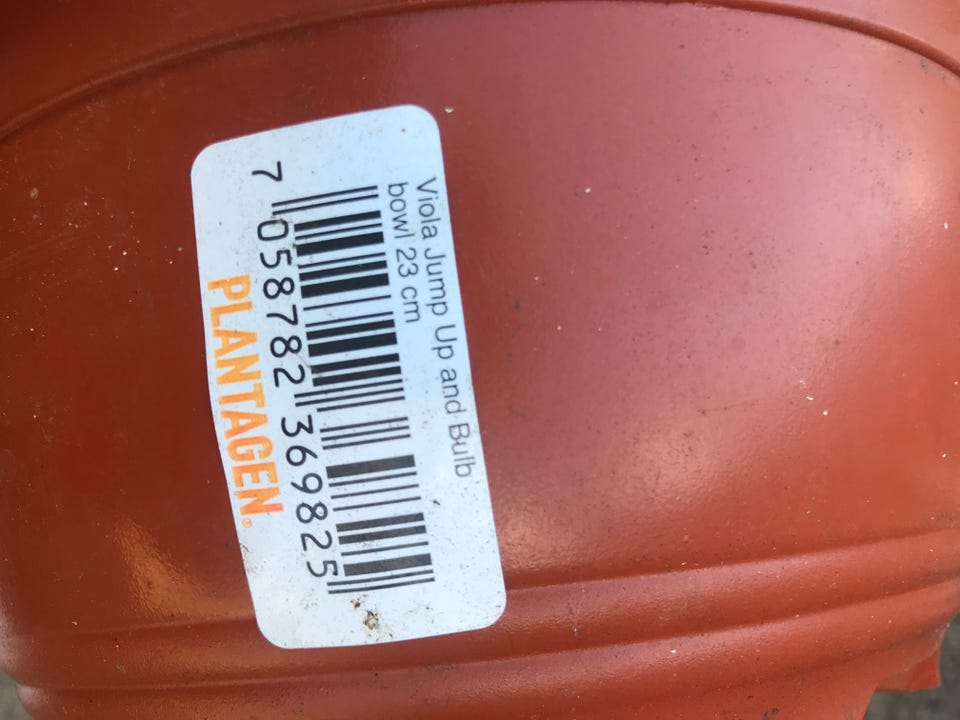 Viola Jump Up and Bulb
bowl 23 cm
7 058782 369825
PLANTAGEN®